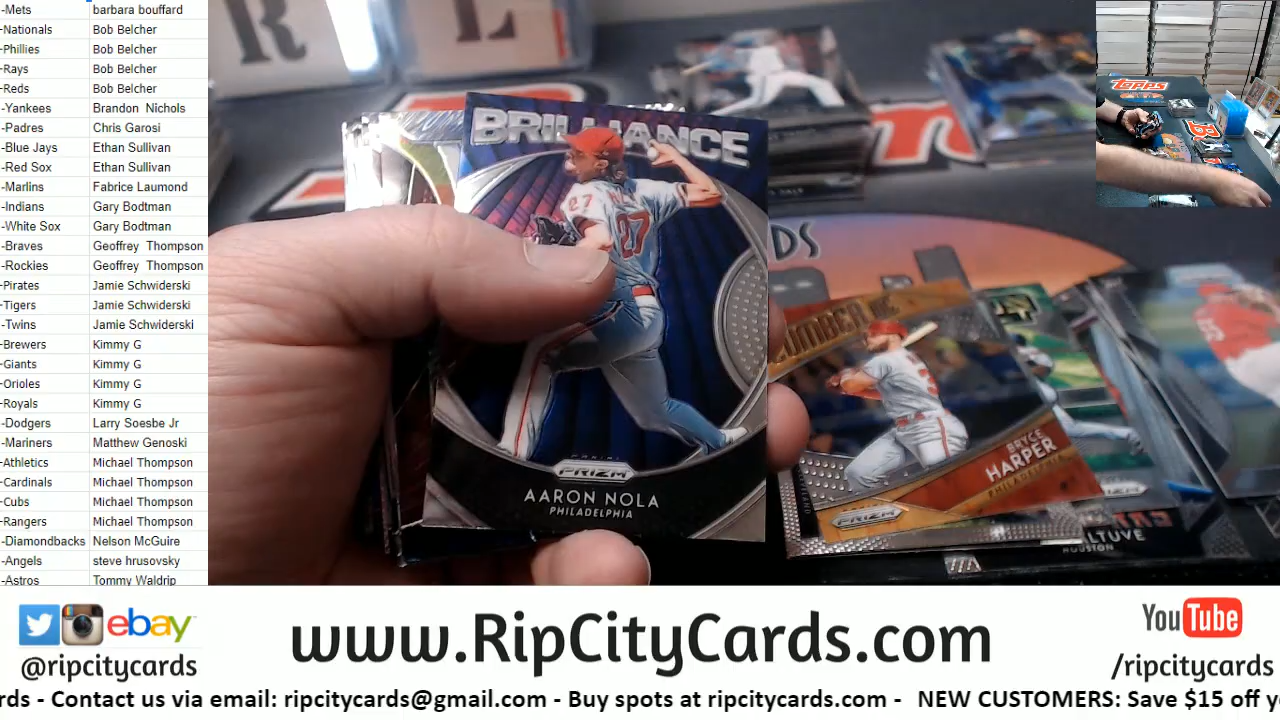 -Mets barbara bouffard
-Nationals Bob Belcher
-Phillies Bob Belcher
-Rays Bob Belcher
-Reds Bob Belcher
-Yankees Brandon Nichols
-Padres Chris Garosi
-Blue Jays Ethan Sullivan
-Red Sox Ethan Sullivan
-Marlins Fabrice Laumond
-Indians Gary Bodtman
-White Sox Gary Bodtman
-Braves Geoffrey Thompson
-Rockies Geoffrey Thompson
-Pirates Jamie Schwiderski
-Tigers Jamie Schwiderski
-Twins Jamie Schwiderski
-Brewers Kimmy G
-Giants Kimmy G
-Orioles Kimmy G
-Royals Kimmy G
-Dodgers Larry Soesbe Jr
-Mariners Matthew Genoski
-Athletics Michael Thompson
-Cardinals Michael Thompson
-Cubs Michael Thompson
-Rangers Michael Thompson
-Diamondbacks Nelson McGuire
-Angels steve hrusovsky
-Astros Tommy Waldrip
R L
BRILLIANCE
27
27
PANINI
PRIZM
AARON NOLA
PHILADELPHIA
BRYCE
HARPER
PHILADELPHIA
PRIZM
LTUVE
HOUSTON
DS
TOPPS
ebay
@ripcitycards
www.RipCityCards.com
YouTube
/ripcitycards
rds - Contact us via email: ripcitycards@gmail.com - Buy spots at ripcitycards.com - NEW CUSTOMERS: Save $15 off y